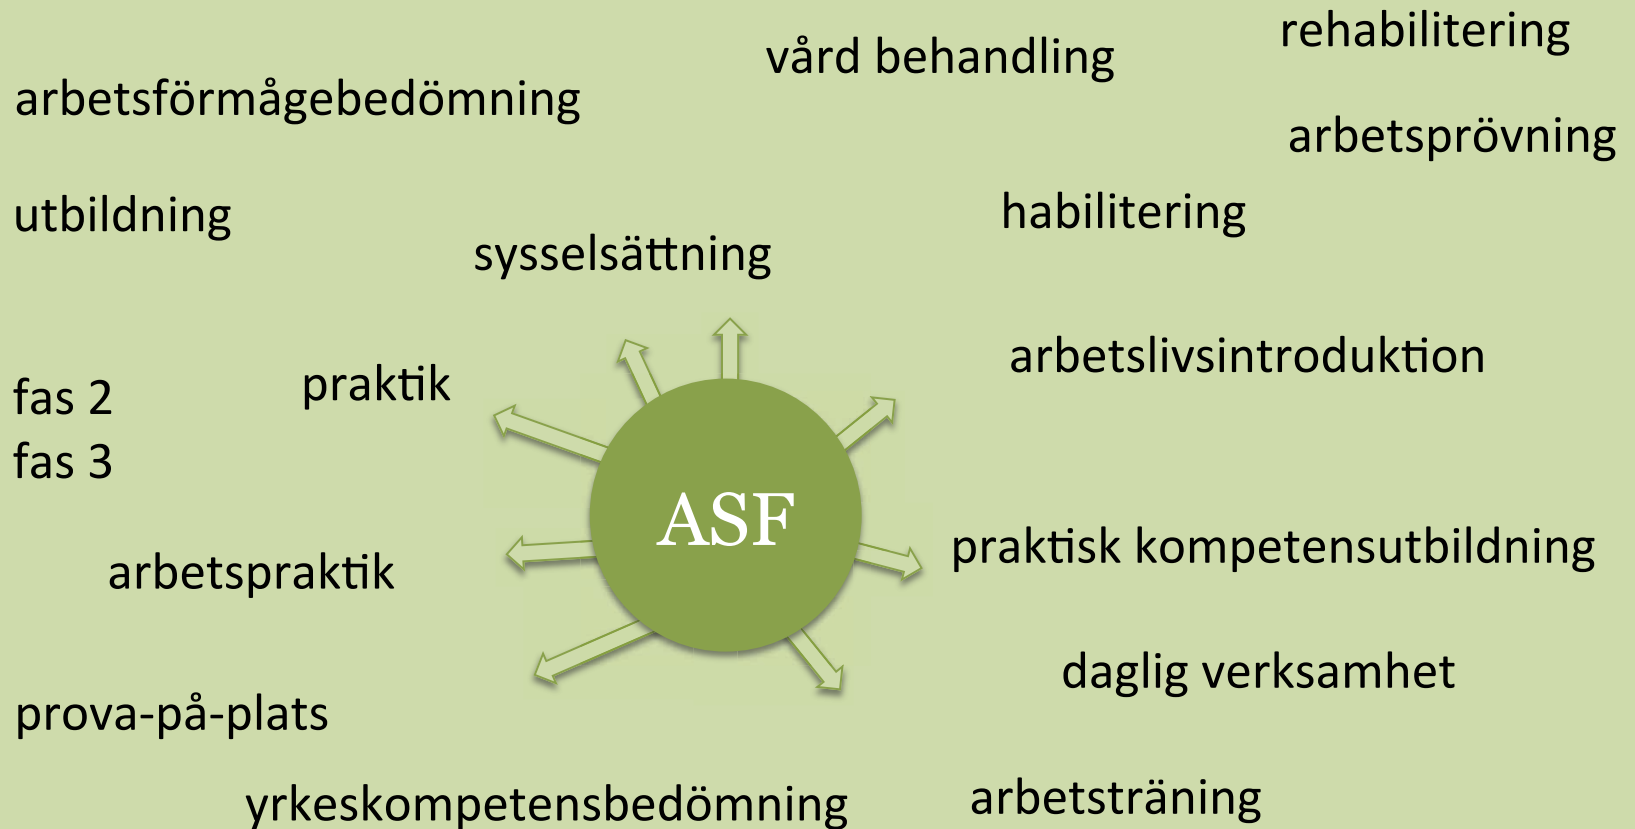 rehabilitering
vård behandling
arbetsförmågebedömning
arbetsprövning
utbildning
habilitering
sysselsättning
arbetslivsintroduktion
praktik
fas 2
fas 3
ASF
praktisk kompetensutbildning
arbetspraktik
daglig verksamhet
prova-på-plats
arbetsträning
yrkeskompetensbedömning